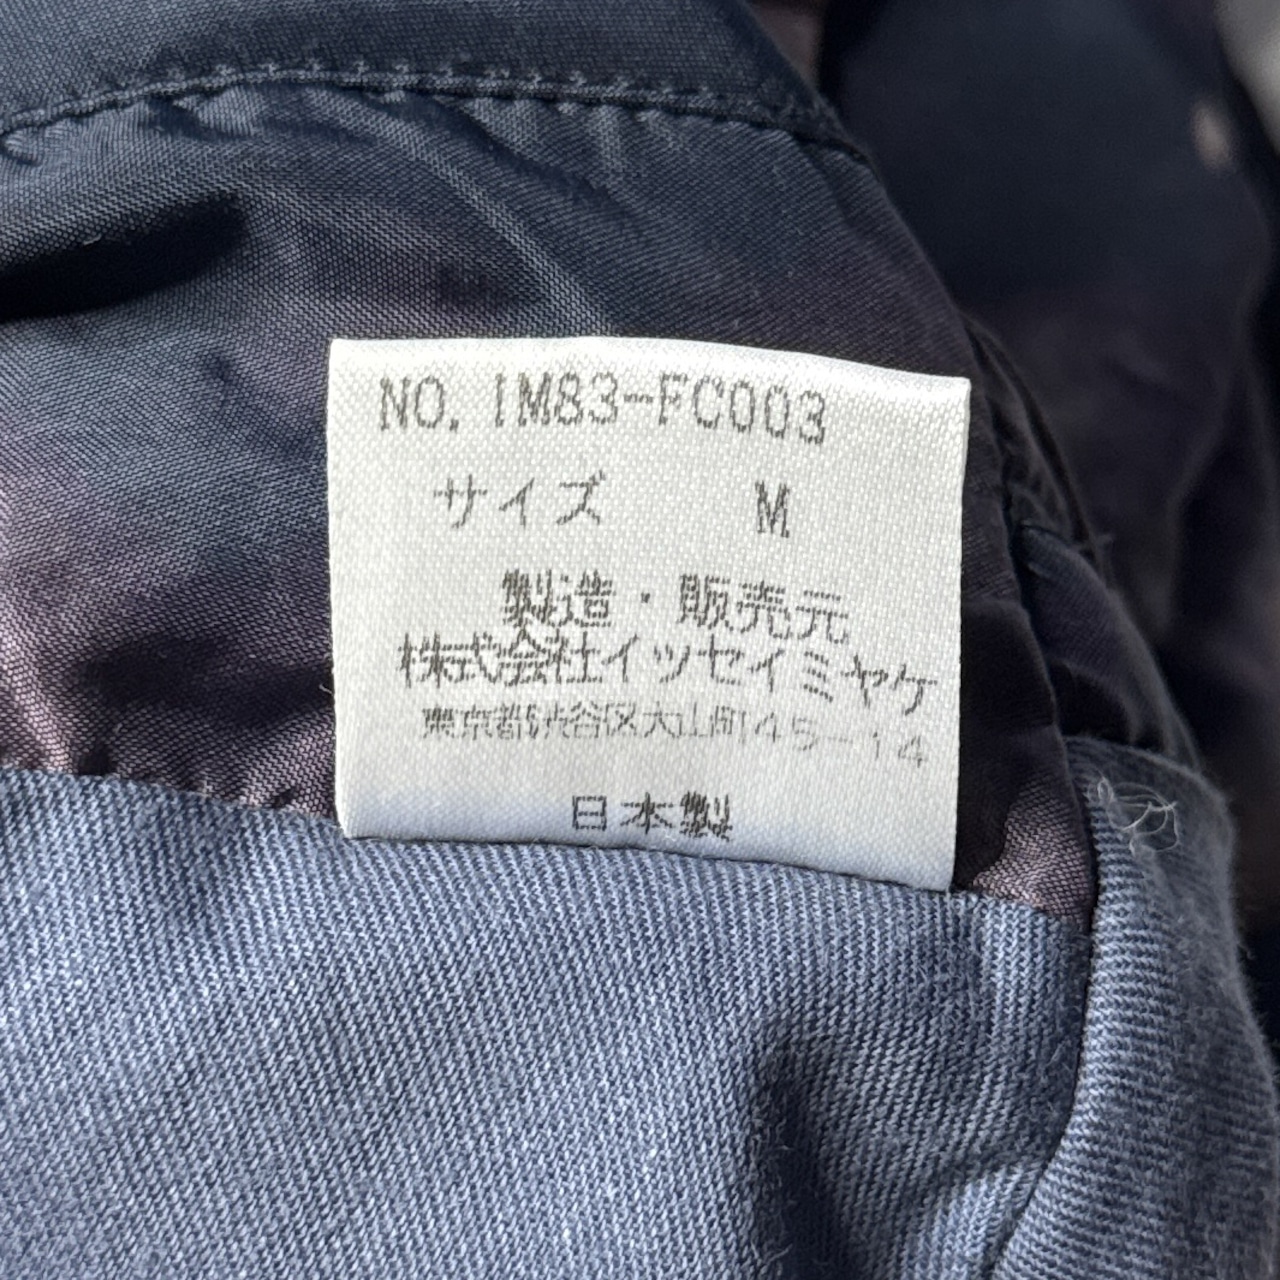 NO. IM83-FC003
サイズ M
製造・販売元
株式会社イッセイミヤケ
東京都渋谷区大山町45-14
日本製